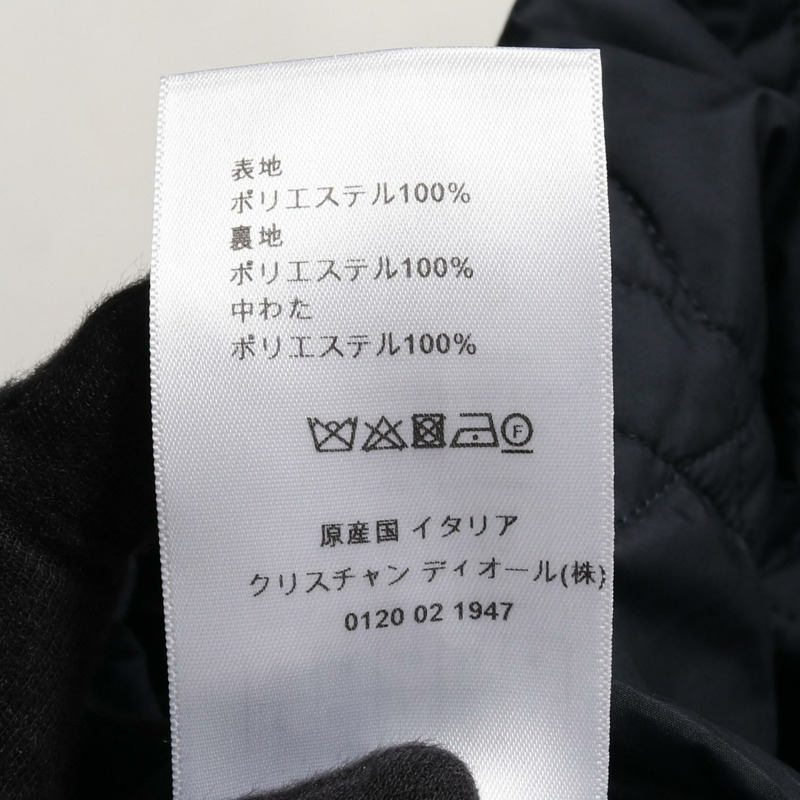 表地
ポリエステル100%
裏地
ポリエステル100%
中わた
ポリエステル100%
F
原産国 イタリア
クリスチャン ディオール(株)
0120 02 1947